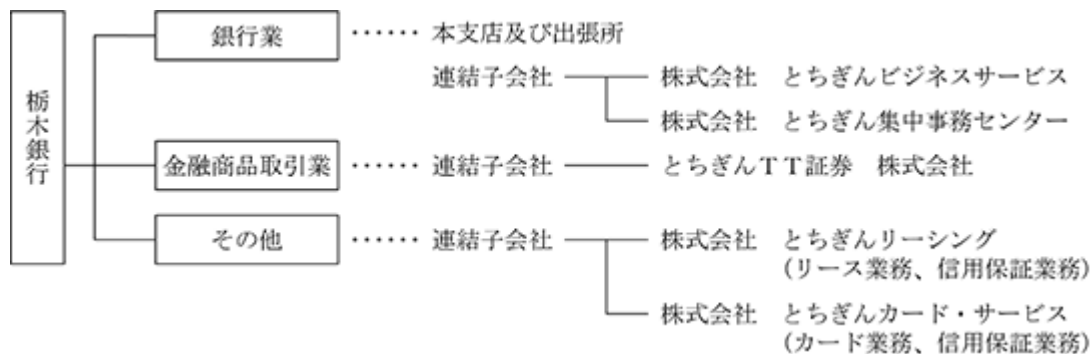 栃木銀行
銀行業 …… 本支店及び出張所
連結子会社 株式会社 とちぎんビジネスサービス
株式会社 とちぎん集中事務センター
金融商品取引業 …… 連結子会社 とちぎんTT証券 株式会社
その他 …… 連結子会社 株式会社 とちぎんリーシング
(リース業務、信用保証業務)
株式会社 とちぎんカード・サービス
(カード業務、信用保証業務)